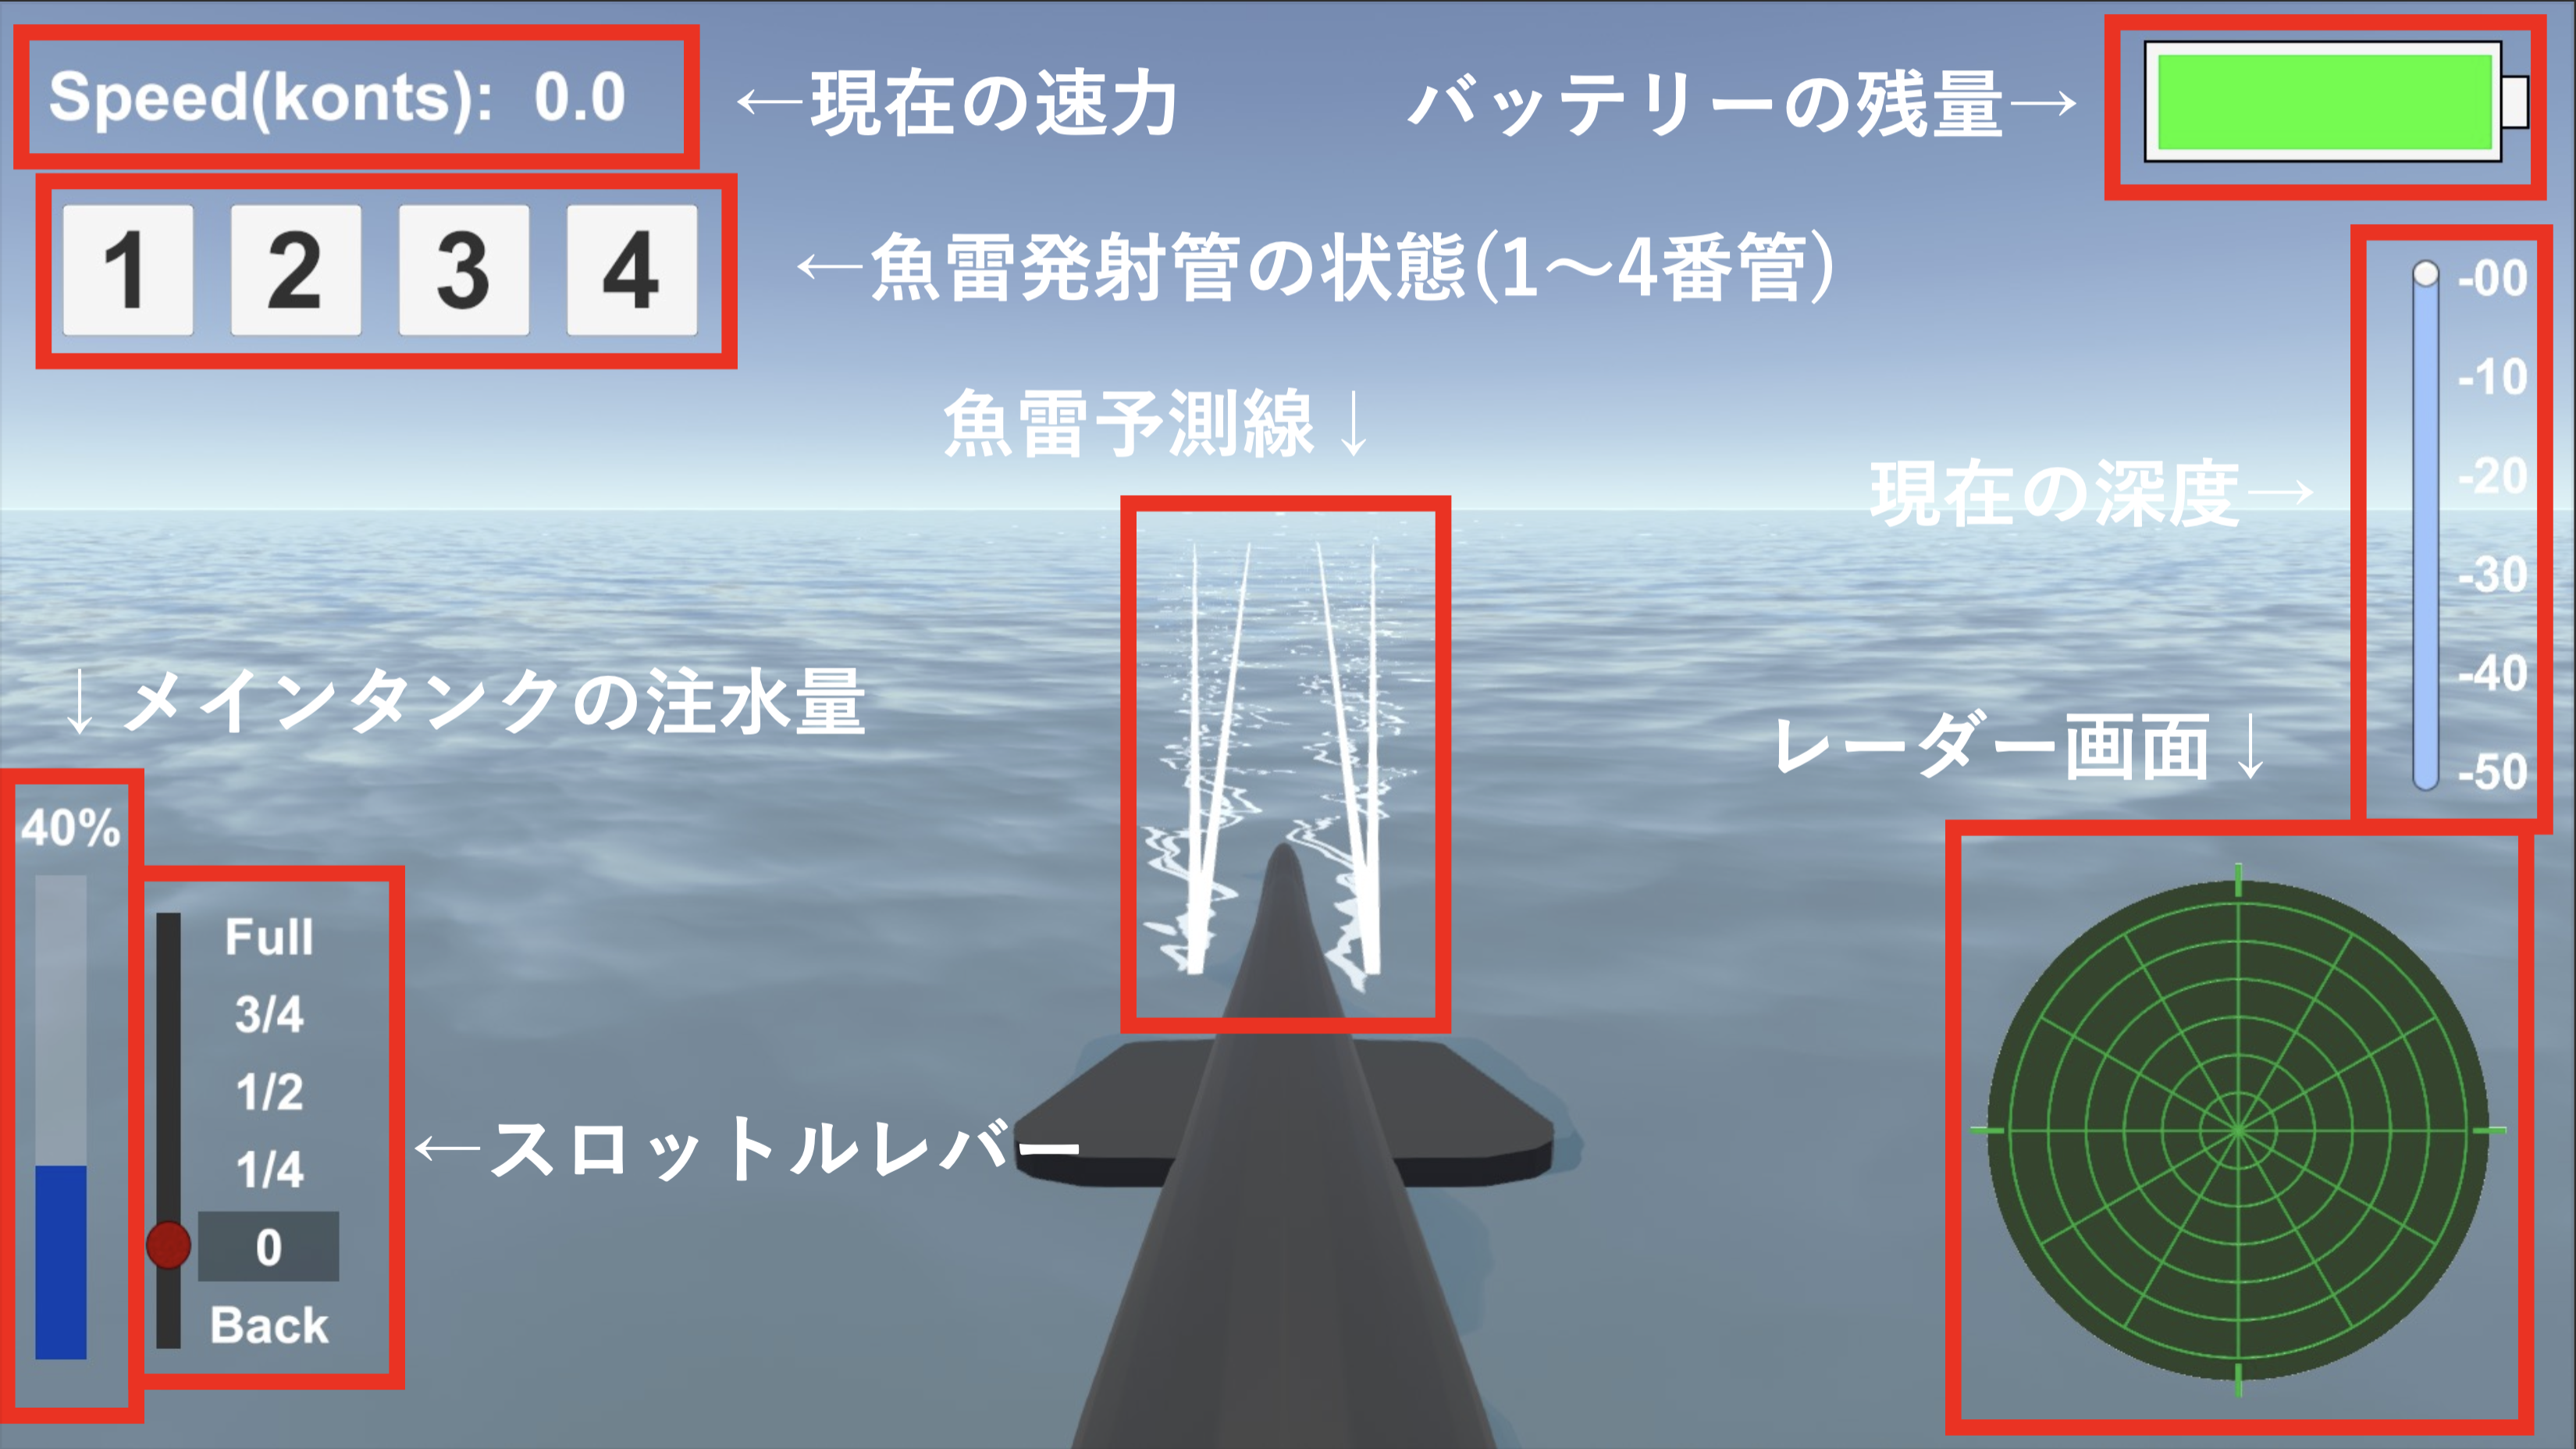 Speed(konts): 0.0
←現在の速力
バッテリーの残量→
1 2 3 4
←魚雷発射管の状態(1～4番管)
魚雷予測線↓
現在の深度→
-00
-10
-20
-30
-40
-50
↓メインタンクの注水量
レーダー画面↓
40%
Full
3/4
1/2
1/4
0
Back
←スロットルレバー